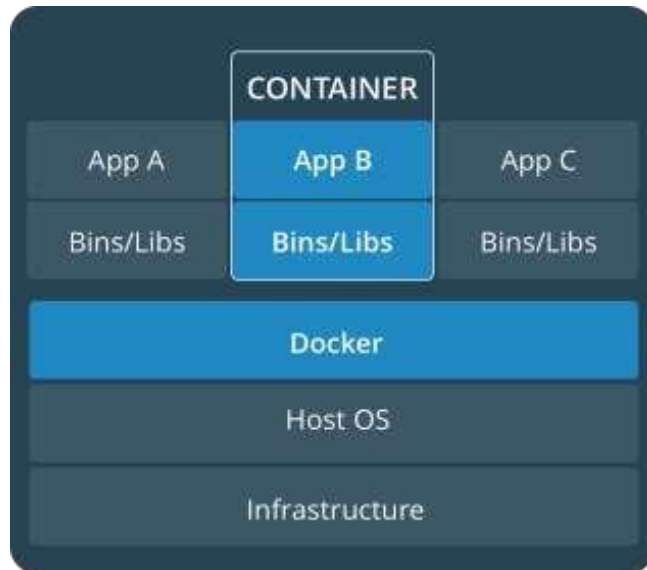 CONTAINER
App A App B App C
Bins/Libs Bins/Libs Bins/Libs
Docker
Host OS
Infrastructure